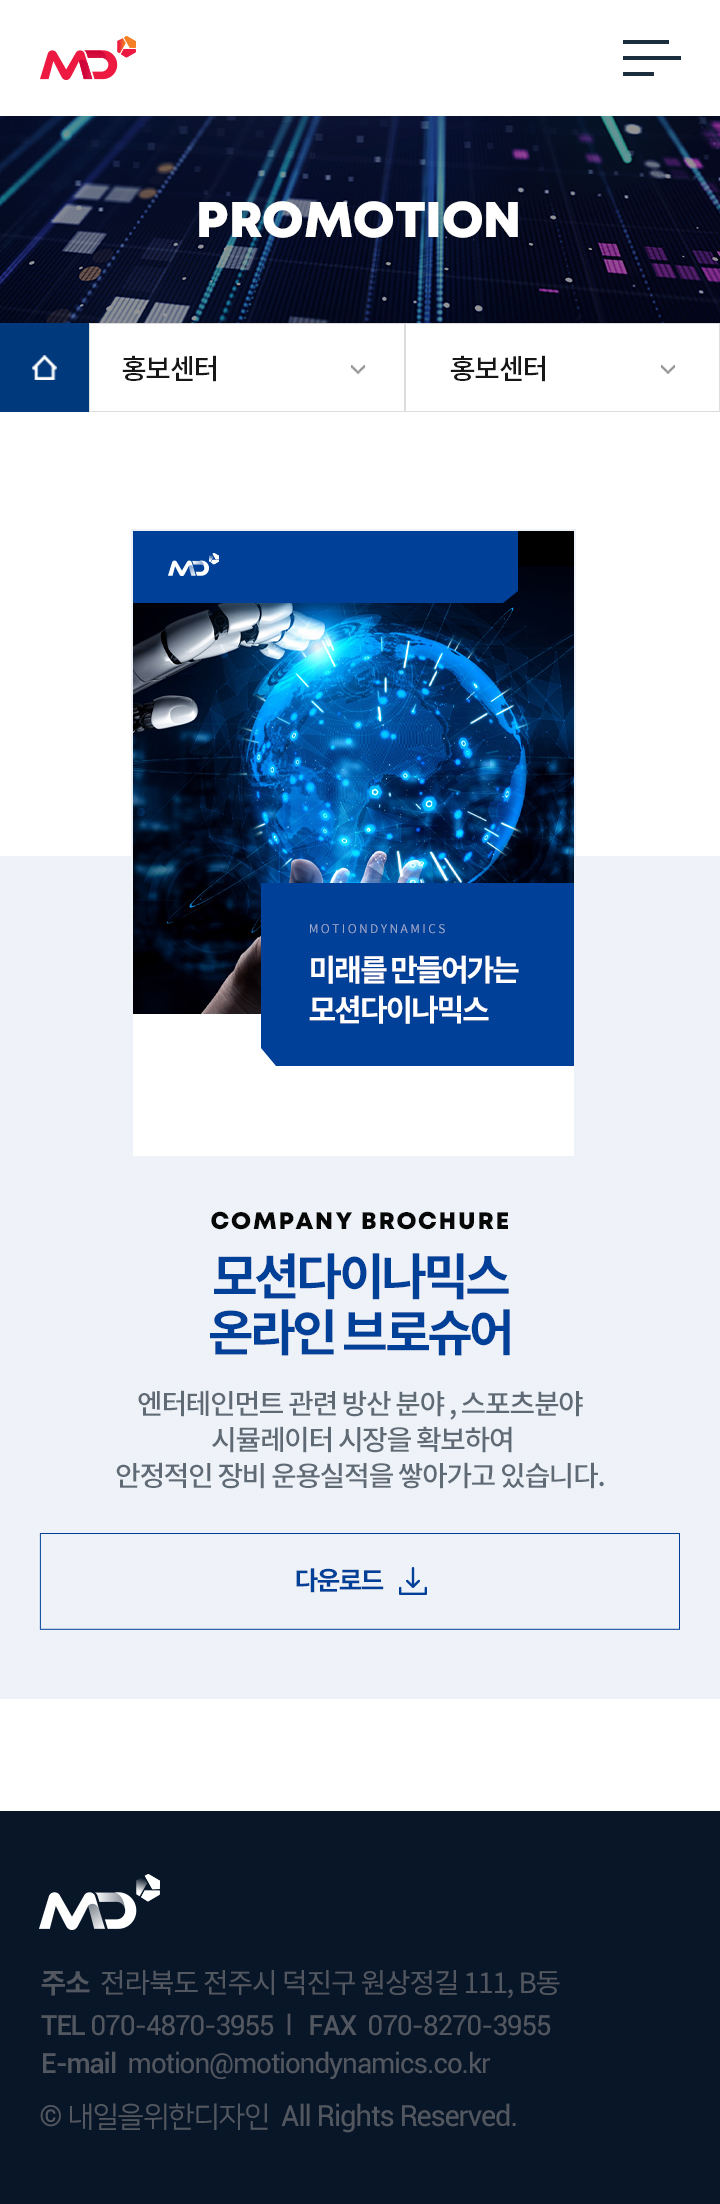 MD
PROMOTION
홍보센터
홍보센터
MD
MOTIONDYNAMICS
미래를 만들어가는
모션다이나믹스
COMPANY BROCHURE
모션다이나믹스
온라인 브로슈어
엔터테인먼트 관련 방산 분야 , 스포츠분야
시뮬레이터 시장을 확보하여
안정적인 장비 운용실적을 쌓아가고 있습니다.
다운로드
MD
주소 전라북도 전주시 덕진구 원상정길 111, B동
TEL 070-4870-3955 | FAX 070-8270-3955
E-mail motion@motiondynamics.co.kr
© 내일을위한디자인 All Rights Reserved.